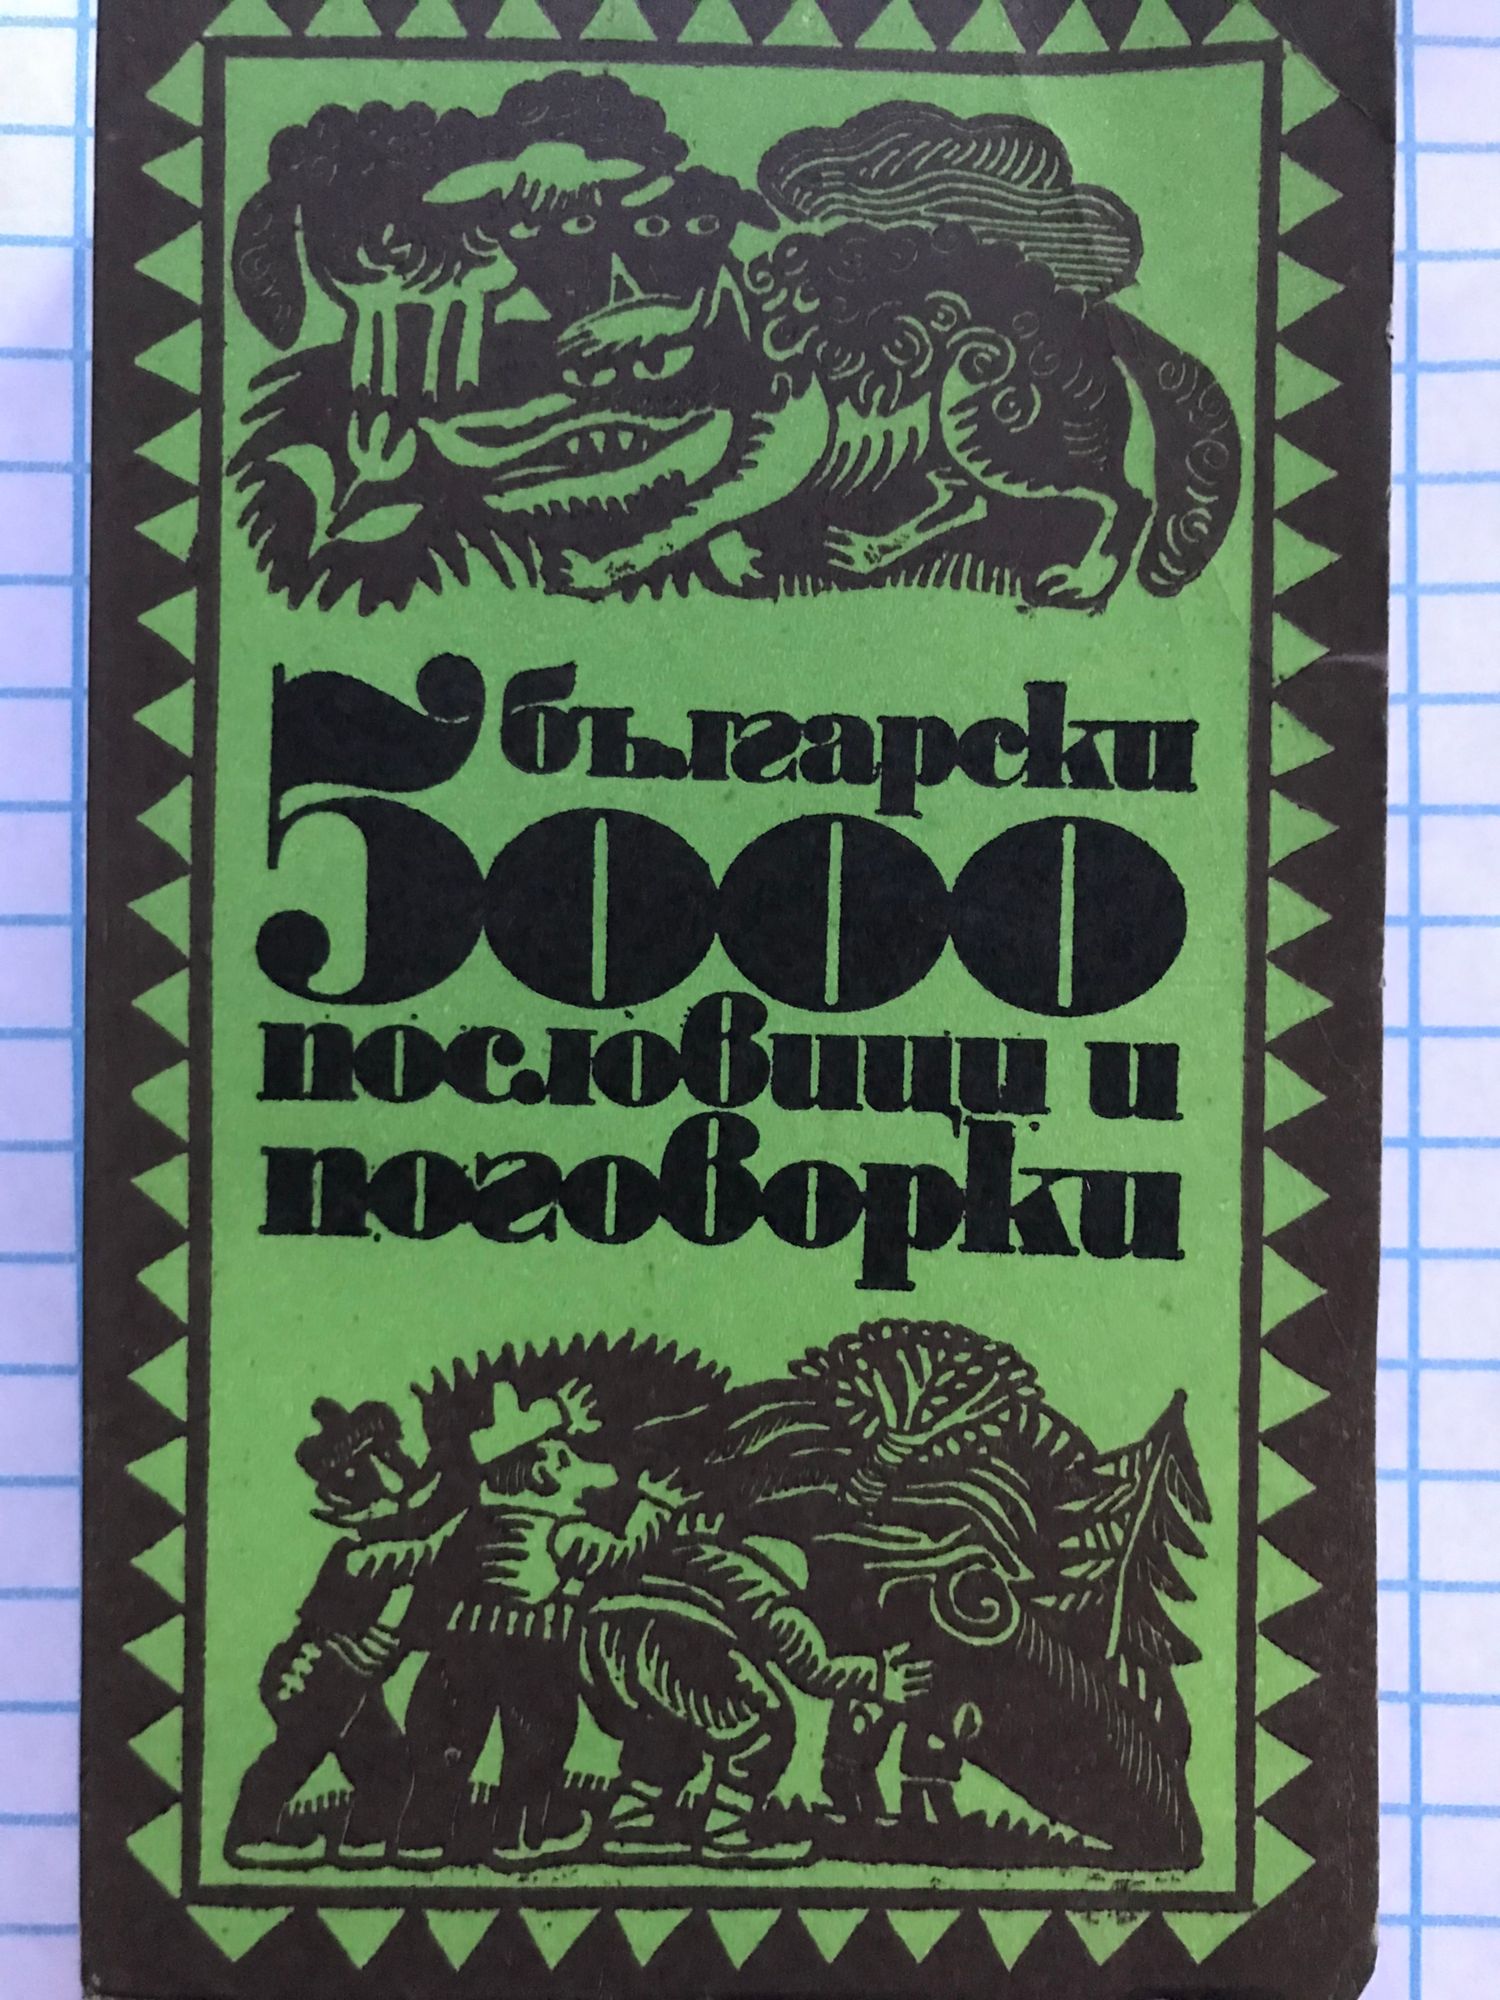 български
5000
пословици и
поговорки